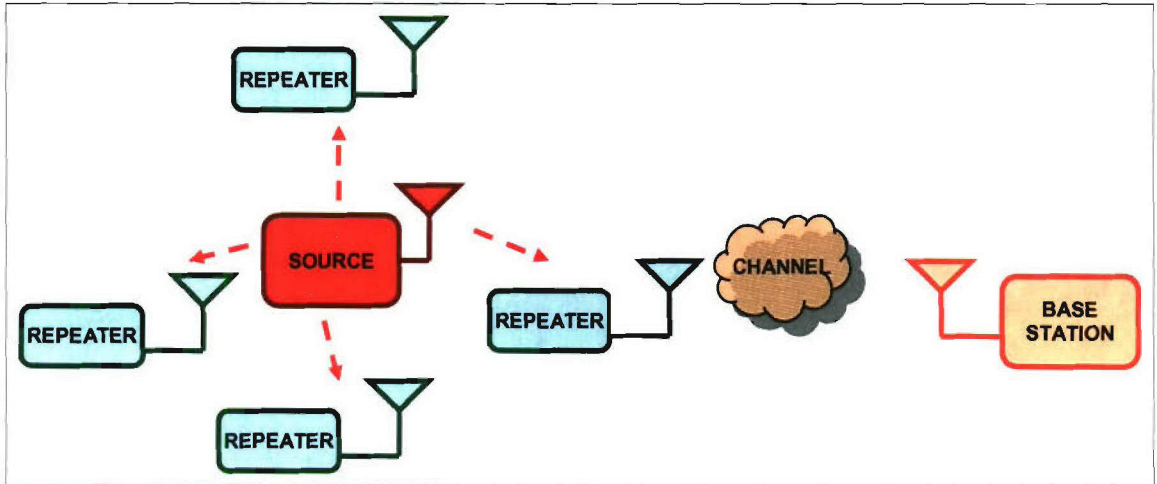 REPEATER
SOURCE
CHANNEL
REPEATER
REPEATER
BASE
STATION
REPEATER